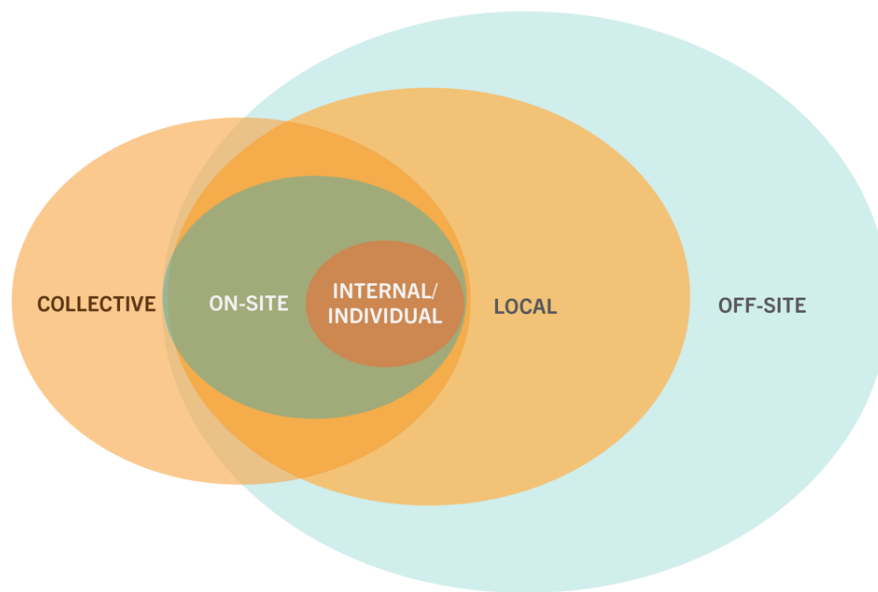 COLLECTIVE
ON-SITE
INTERNAL/
INDIVIDUAL
LOCAL
OFF-SITE